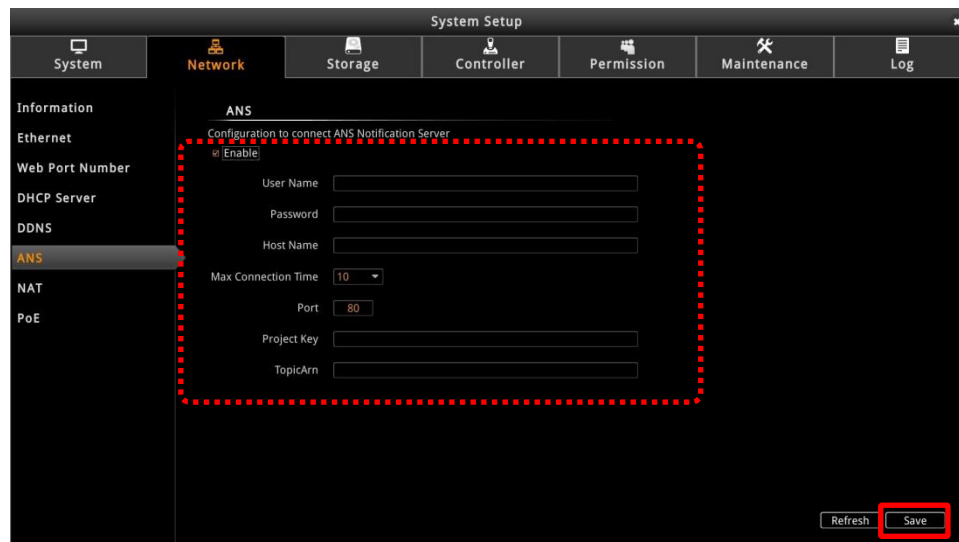 System Setup
System Network Storage Controller Permission Maintenance Log
Information
Ethernet
Web Port Number
DHCP Server
DDNS
ANS
NAT
PoE
ANS
Configuration to connect ANS Notification Server
Enable
User Name
Password
Host Name
Max Connection Time 10
Port 80
Project Key
TopicArn
Refresh Save